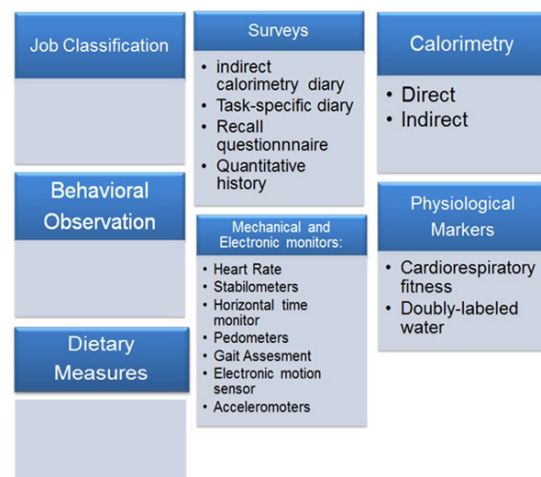 Job Classification
Behavioral
Observation
Dietary
Measures
Surveys
• indirect
calorimetry diary
• Task-specific diary
• Recall
questionnnaire
• Quantitative
history
Mechanical and
Electronic monitors:
• Heart Rate
• Stabilometers
• Horizontal time
monitor
• Pedometers
• Gait Assesment
• Electronic motion
sensor
• Acceleromoters
Calorimetry
• Direct
• Indirect
Physiological
Markers
• Cardiorespiratory
fitness
• Doubly-labeled
water